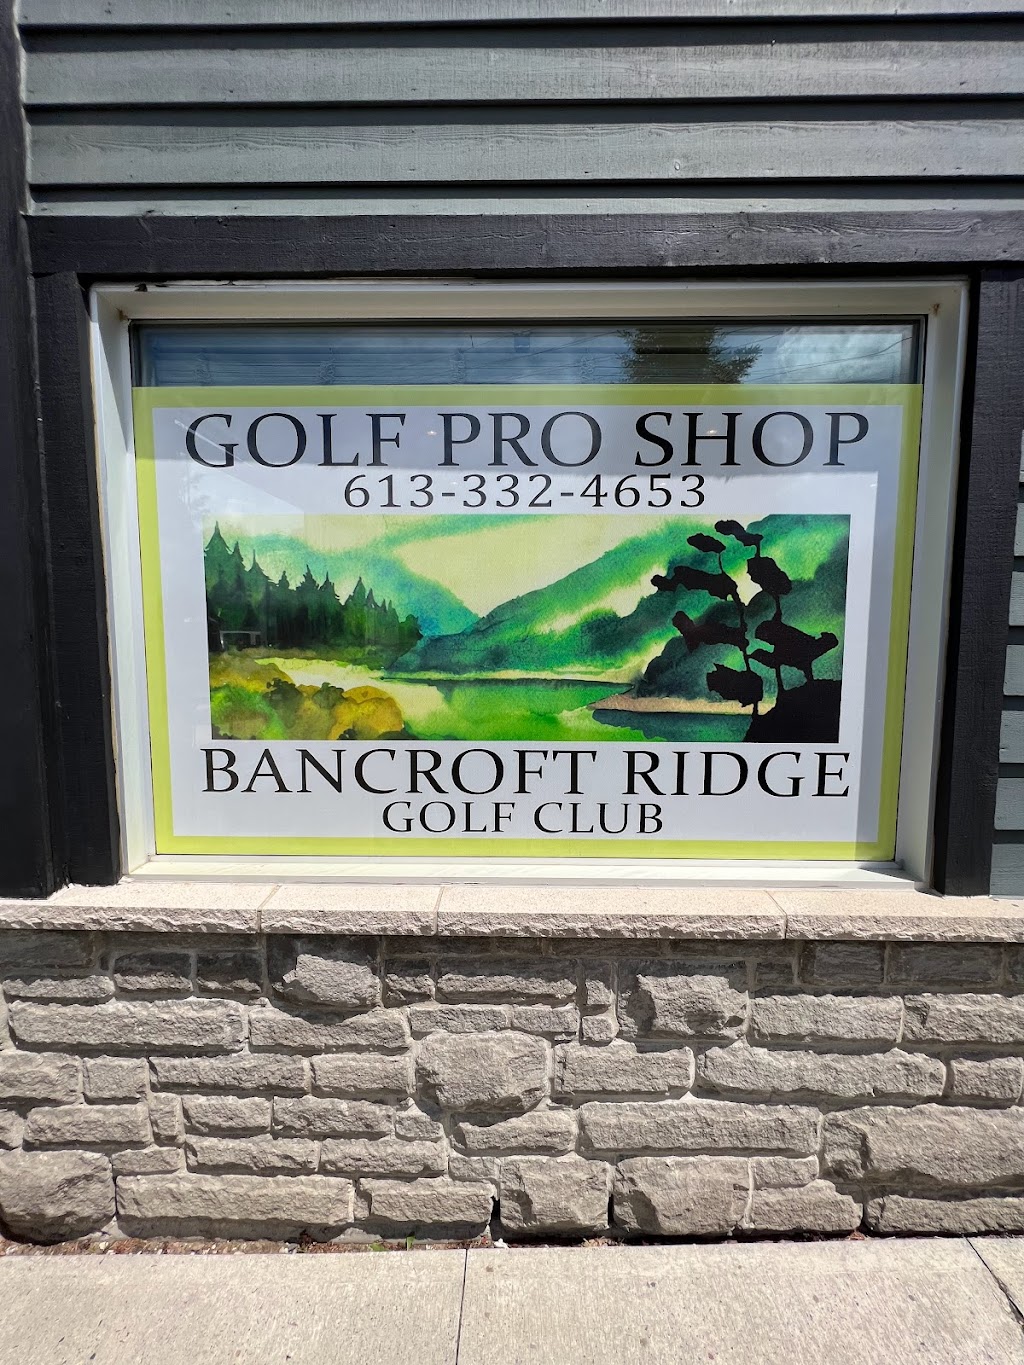 GOLF PRO SHOP
613-332-4653
BANCROFT RIDGE
GOLF CLUB